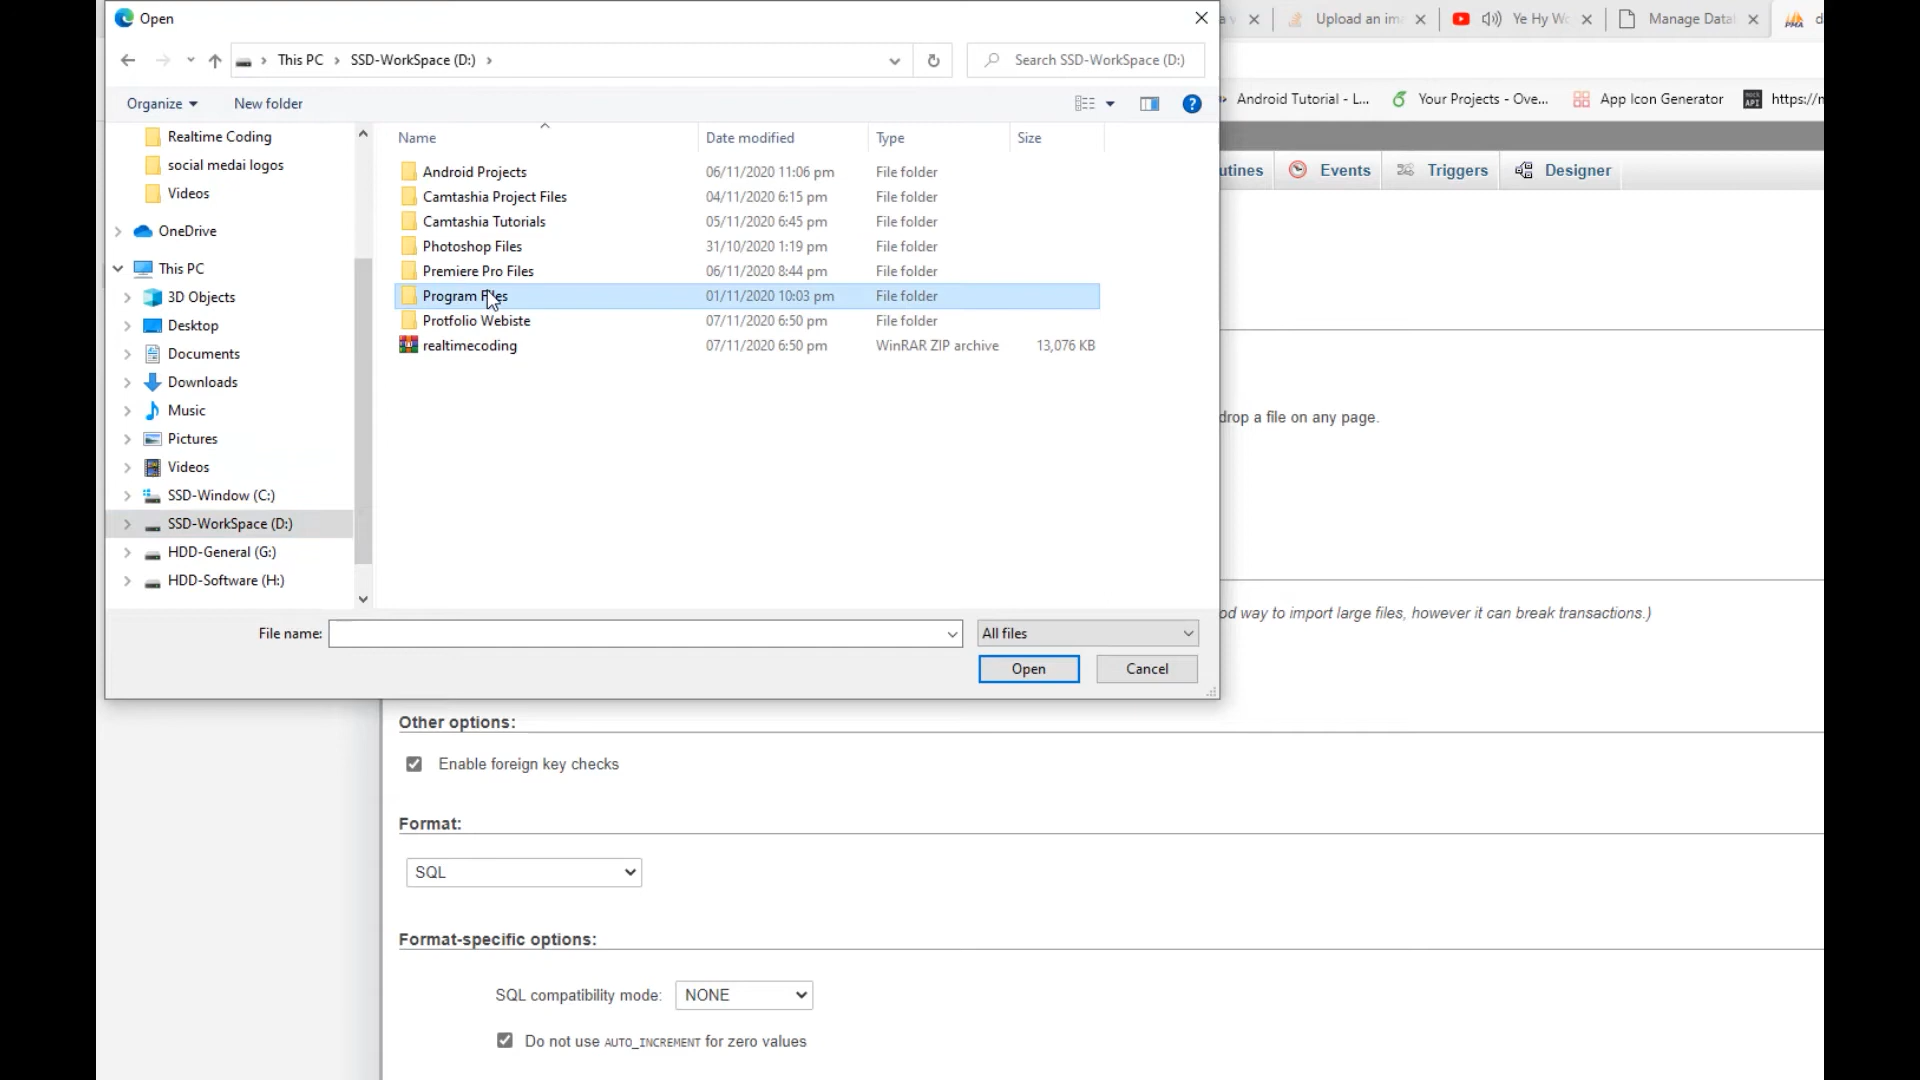 Open
This PC
SSD-WorkSpace (D:)
Search SSD-WorkSpace (D:)
Organize
New folder
Realtime Coding
social medai logos
Videos
OneDrive
This PC
3D Objects
Desktop
Documents
Downloads
Music
Pictures
Videos
SSD-Window (C:)
SSD-WorkSpace (D:)
HDD-General (G:)
HDD-Software (H:)
Name Date modified Type Size
Android Projects 06/11/2020 11:06 pm File folder
Camtashia Project Files 04/11/2020 6:15 pm File folder
Camtashia Tutorials 05/11/2020 6:45 pm File folder
Photoshop Files 31/10/2020 1:19 pm File folder
Premiere Pro Files 06/11/2020 8:44 pm File folder
Program Files 01/11/2020 10:03 pm File folder
Protfolio Webiste 07/11/2020 6:50 pm File folder
realtimecoding 07/11/2020 6:50 pm WinRAR ZIP archive 13,076 KB
File name:
All files
Open Cancel
Upload an im
Ye Hy Wo
Manage Data
PMA
Android Tutorial - L...
Your Projects - Ove...
App Icon Generator
MOCK API
https://m
utines
Events
Triggers
Designer
drop a file on any page.
od way to import large files, however it can break transactions.)
Other options:
Enable foreign key checks
Format:
SQL
Format-specific options:
SQL compatibility mode: NONE
Do not use AUTO_INCREMENT for zero values